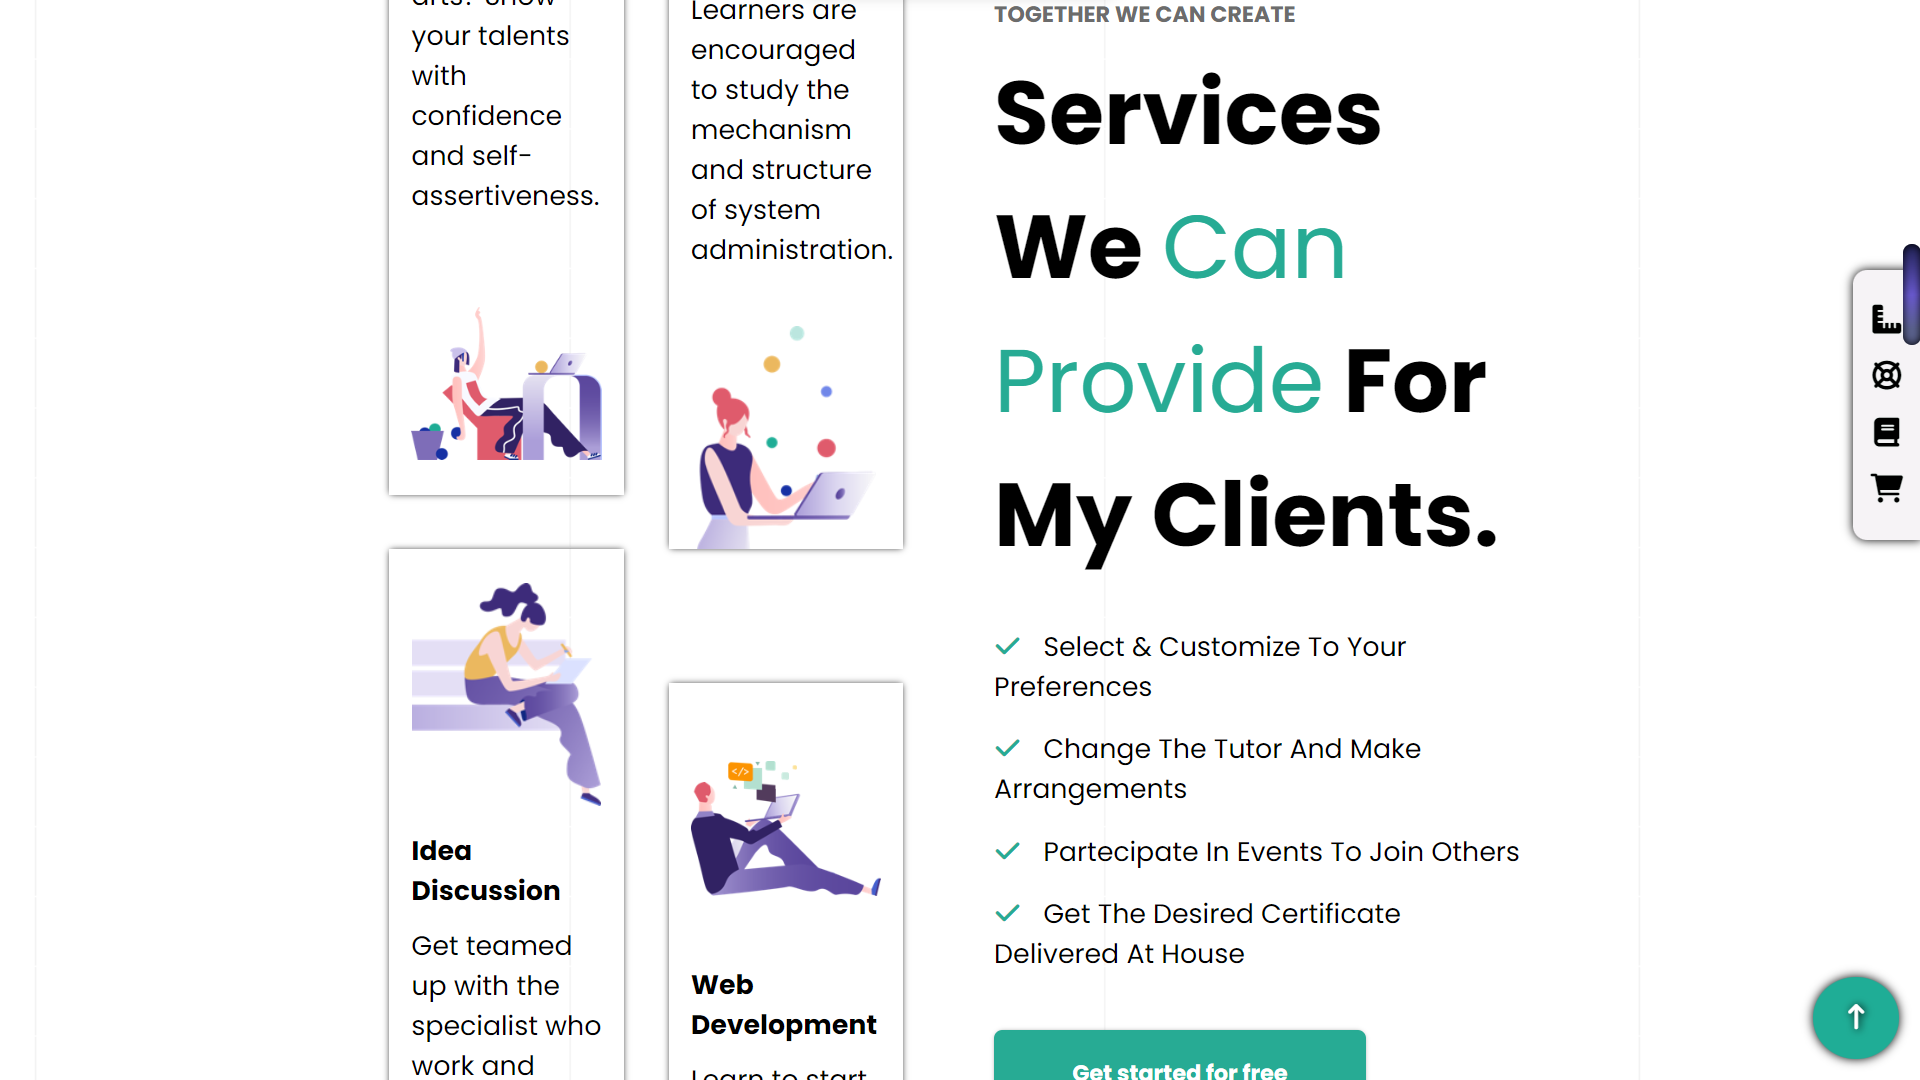 your talents
with
confidence
and self-
assertiveness.
Learners are
encouraged
to study the
mechanism
and structure
of system
administration.
Idea
Discussion
Get teamed
up with the
specialist who
work and
Web
Development
Learn to start
TOGETHER WE CAN CREATE
Services
We Can
Provide For
My Clients.
Select & Customize To Your
Preferences
Change The Tutor And Make
Arrangements
Partecipate In Events To Join Others
Get The Desired Certificate
Delivered At House
Get started for free